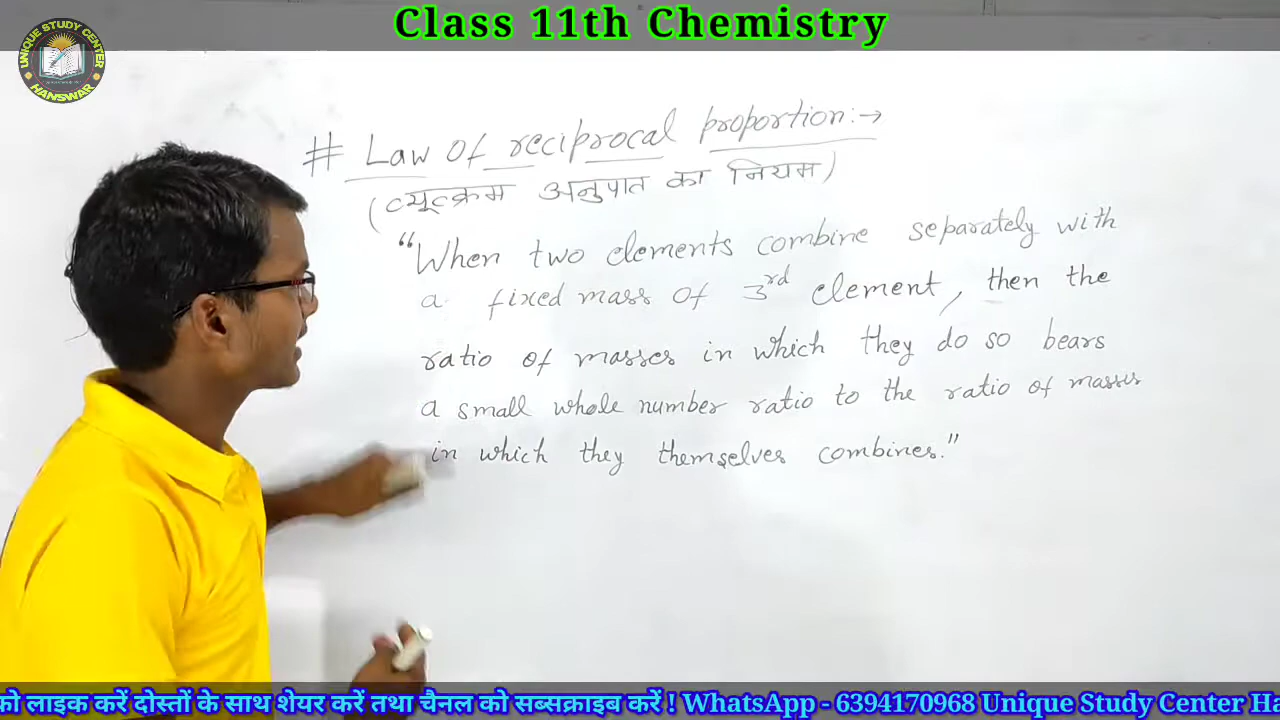 Class 11th Chemistry
UNIQUE STUDY CENTER
HANSWAR
# Law of reciprocal proportion:→
(व्युत्क्रम अनुपात का नियम)
“When two elements combine separately with
a fixed mass of 3rd element, then the
ratio of masses in which they do so bears
a small whole number ratio to the ratio of masses
in which they themselves combines.”
को लाइक करें दोस्तों के साथ शेयर करें तथा चैनल को सब्सक्राइब करें ! WhatsApp - 6394170968 Unique Study Center Ha